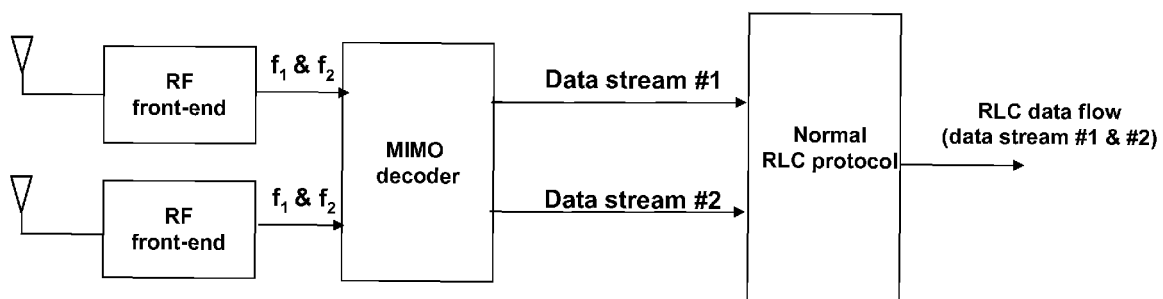 RF
front-end
f1 & f2
RF
front-end
f1 & f2
MIMO
decoder
Data stream #1
Data stream #2
Normal
RLC protocol
RLC data flow
(data stream #1 & #2)